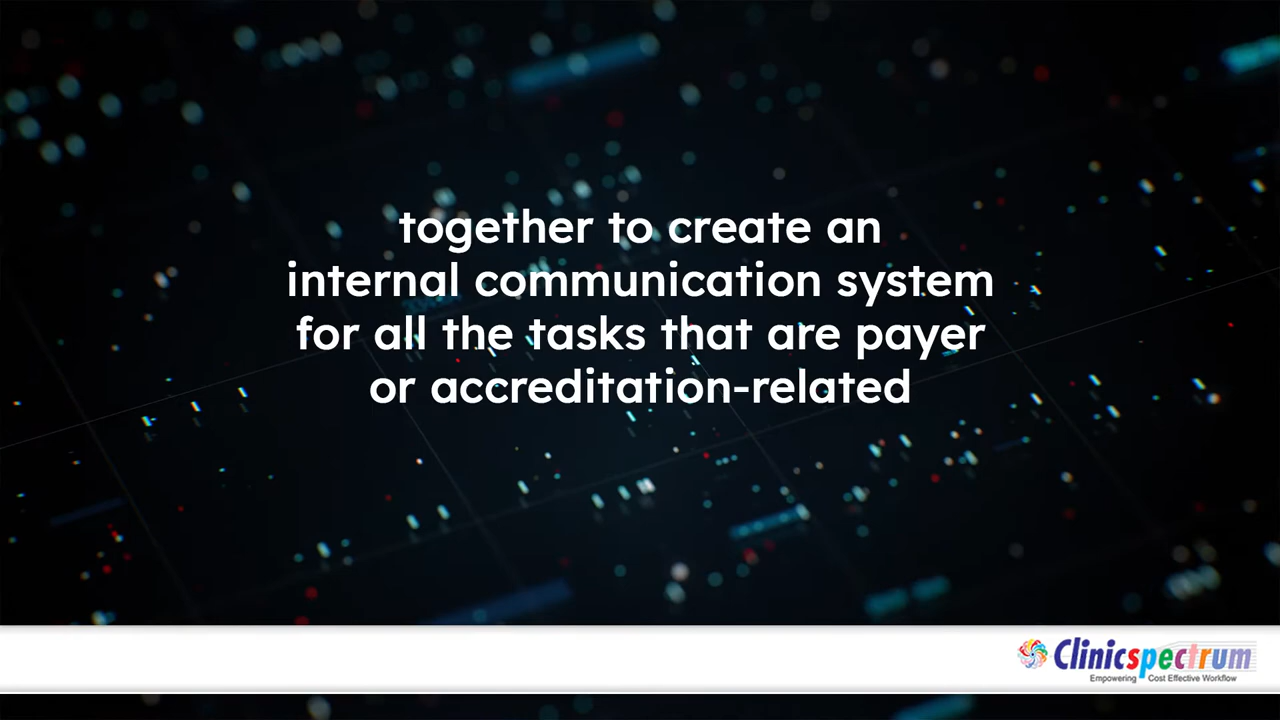 together to create an
internal communication system
for all the tasks that are payer
or accreditation-related
Clinicspectrum
Empowering Cost Effective Workflow